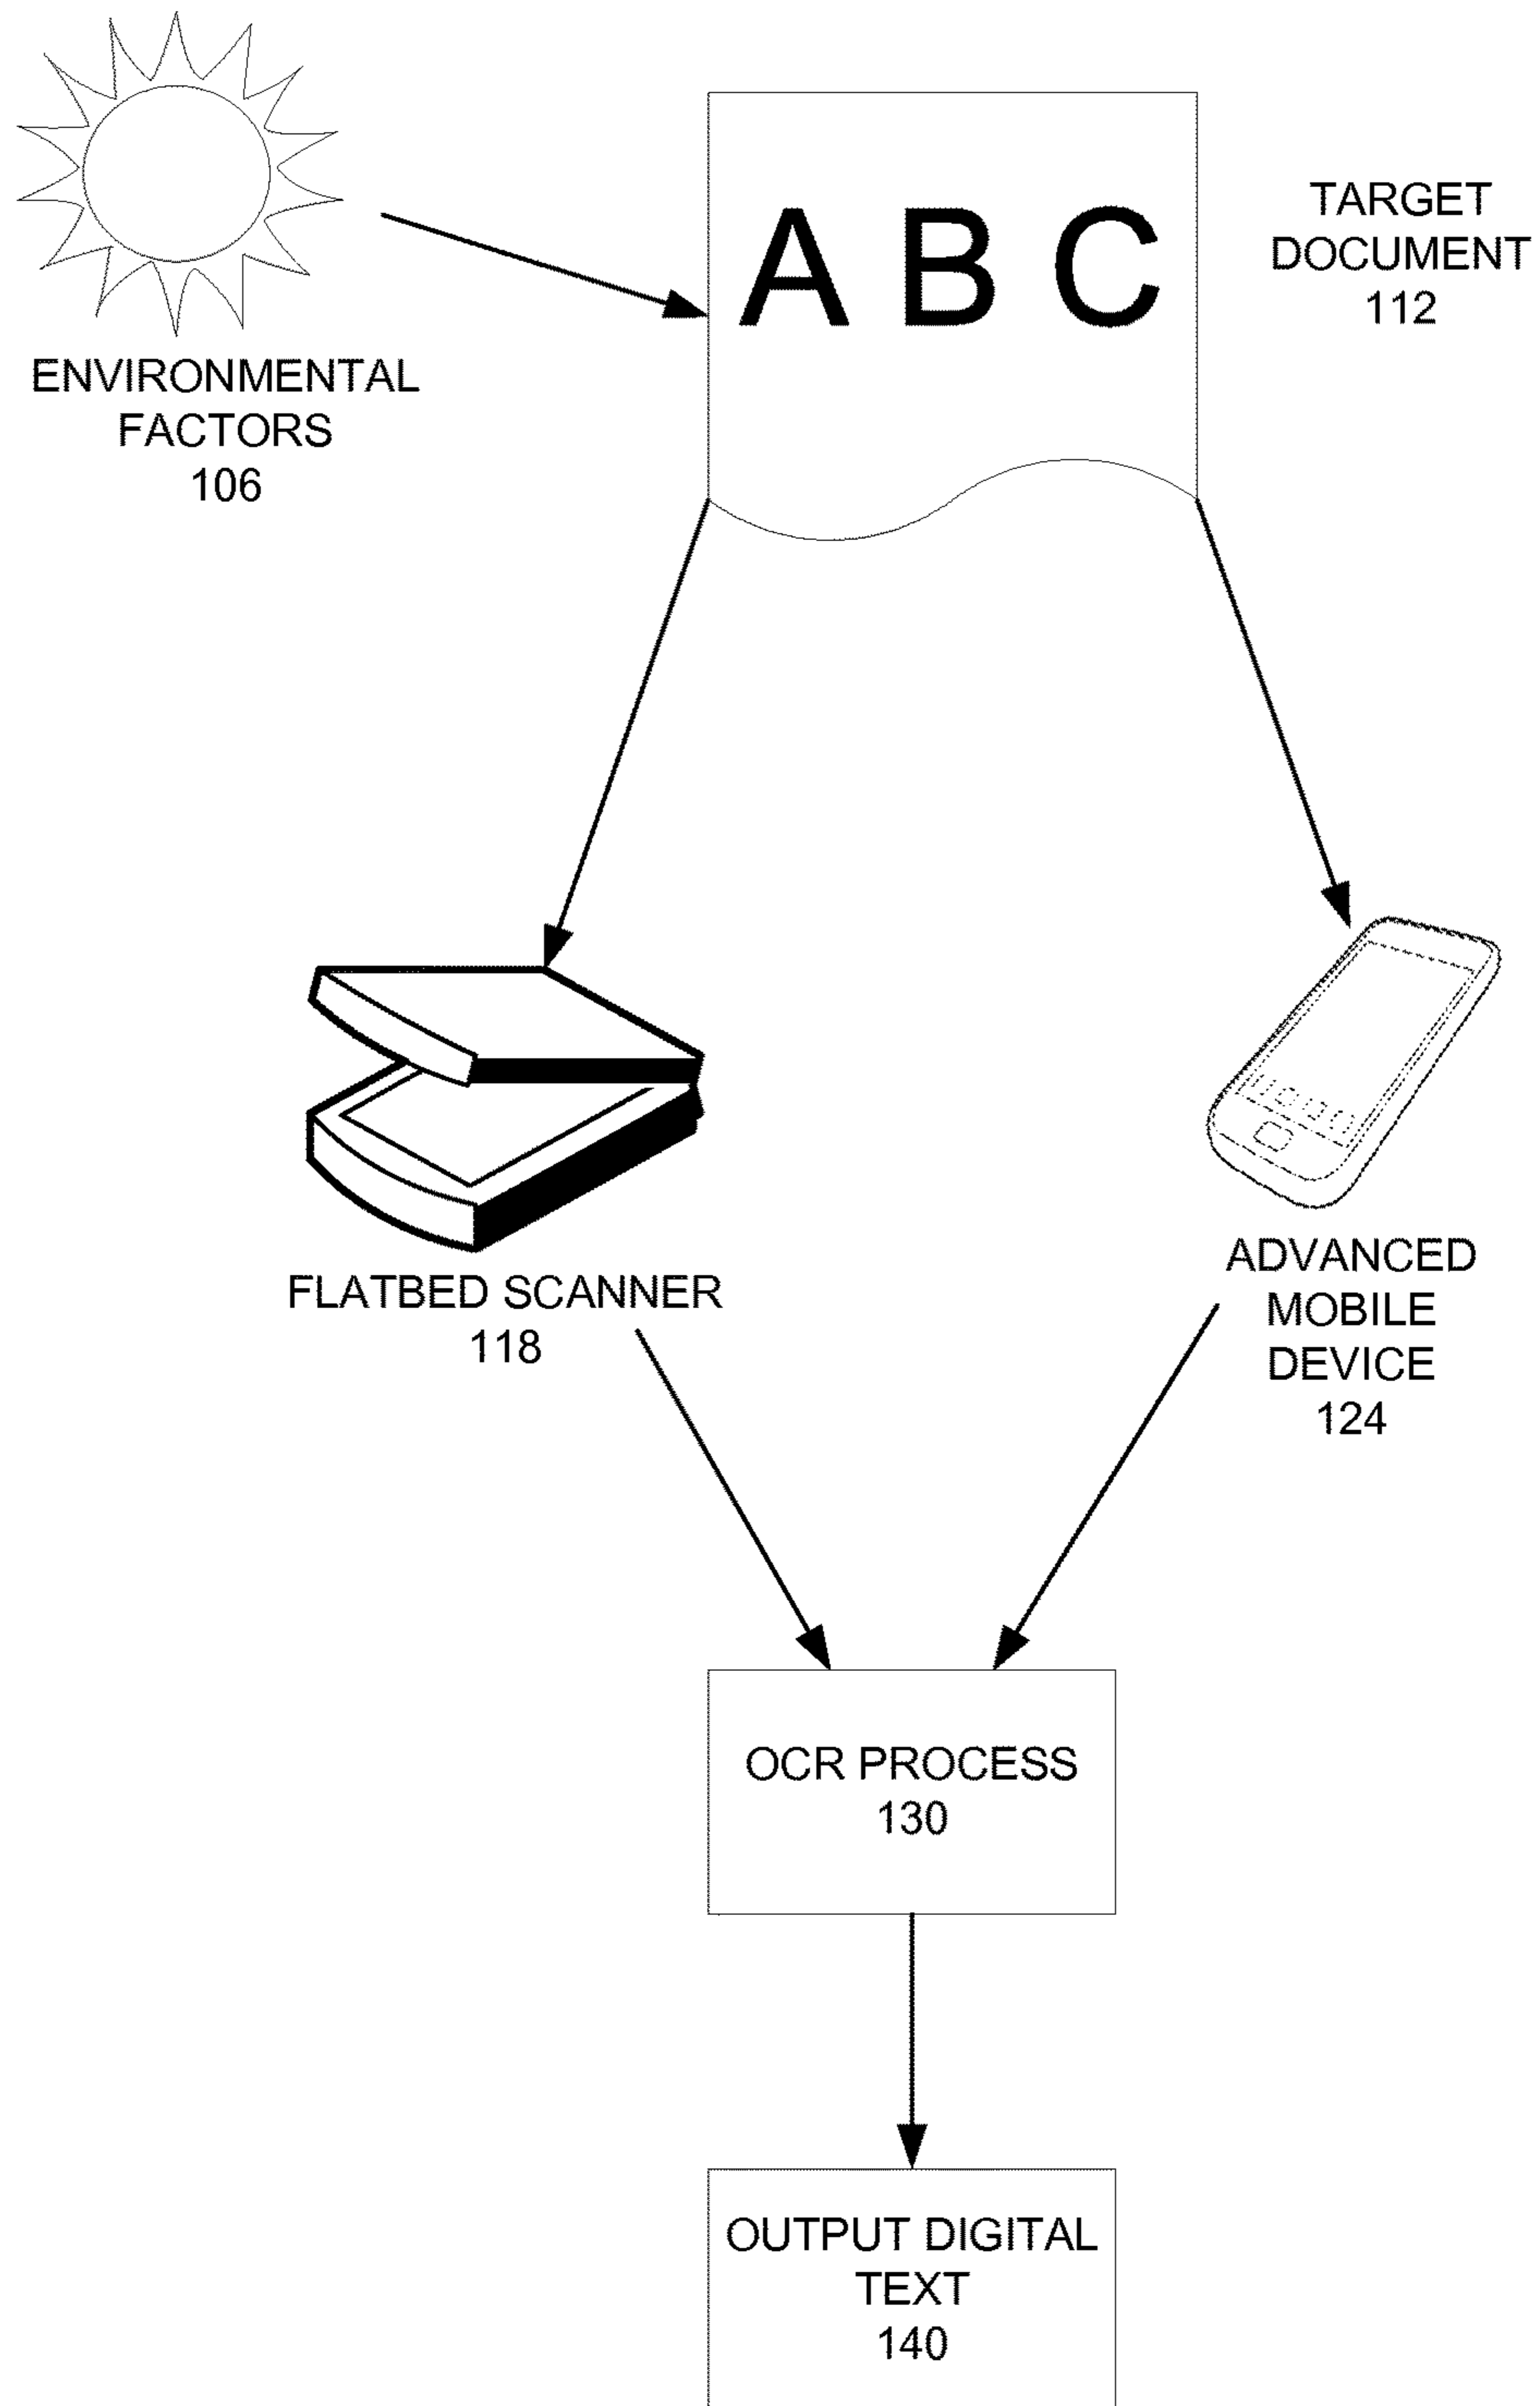 A B C
TARGET
DOCUMENT
112
ENVIRONMENTAL
FACTORS
106
FLATBED SCANNER
118
ADVANCED
MOBILE
DEVICE
124
OCR PROCESS
130
OUTPUT DIGITAL
TEXT
140